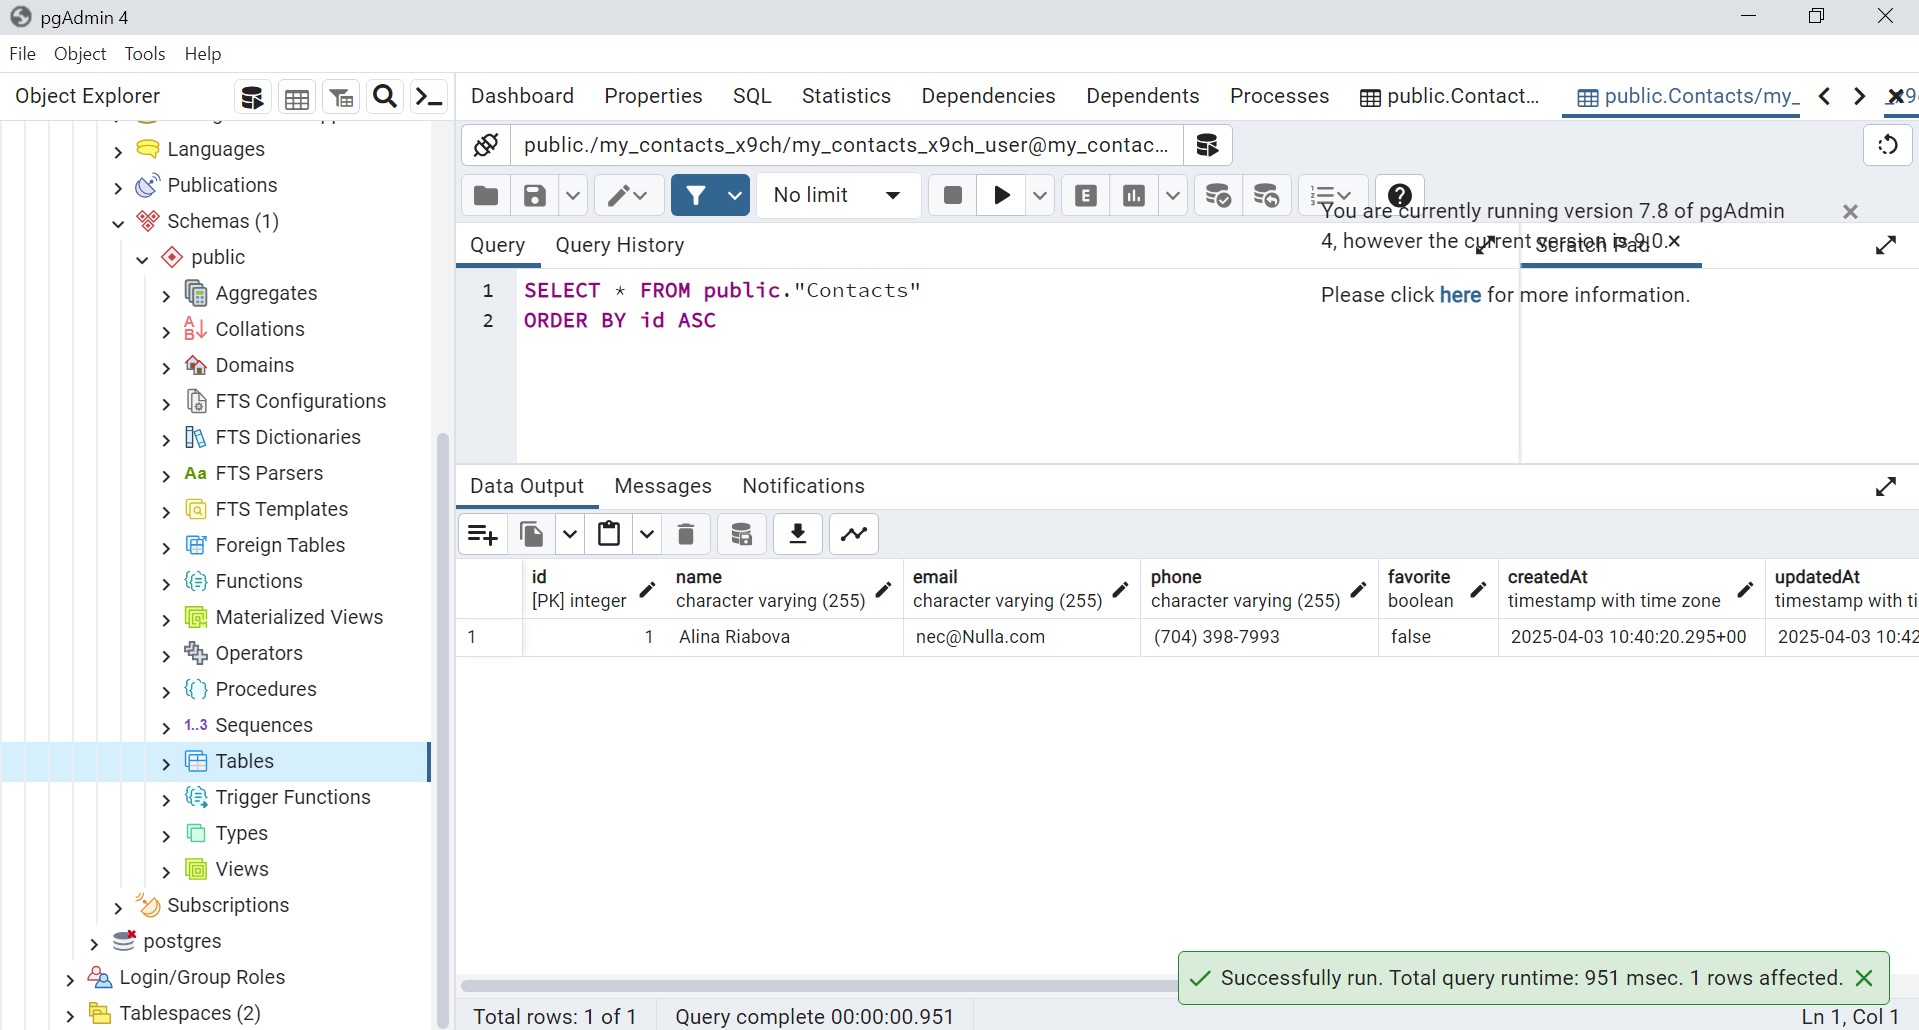 pgAdmin 4
File Object Tools Help
Object Explorer
Dashboard Properties SQL Statistics Dependencies Dependents Processes public.Contact... public.Contacts/my_
Languages
Publications
Schemas (1)
public
Aggregates
Collations
Domains
FTS Configurations
FTS Dictionaries
Aa FTS Parsers
FTS Templates
Foreign Tables
Functions
Materialized Views
Operators
Procedures
1..3 Sequences
Tables
Trigger Functions
Types
Views
Subscriptions
postgres
Login/Group Roles
Tablespaces (2)
public./my_contacts_x9ch/my_contacts_x9ch_user@my_contac...
No limit
E
You are currently running version 7.8 of pgAdmin
4, however the current version is 9.0.
Please click here for more information.
Query Query History Scratch Pad
1 SELECT * FROM public."Contacts"
2 ORDER BY id ASC
Data Output Messages Notifications
id name email phone favorite createdAt updatedAt
[PK] integer character varying (255) character varying (255) character varying (255) boolean timestamp with time zone timestamp with ti
1 1 Alina Riabova nec@Nulla.com (704) 398-7993 false 2025-04-03 10:40:20.295+00 2025-04-03 10:42
Successfully run. Total query runtime: 951 msec. 1 rows affected.
Total rows: 1 of 1 Query complete 00:00:00.951 Ln 1, Col 1